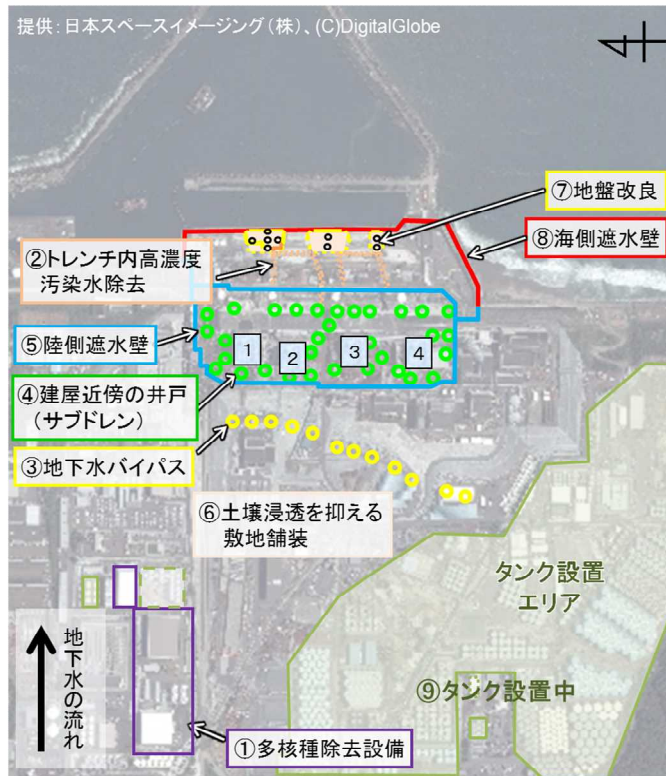 提供：日本スペースイメージング（株）、(C)DigitalGlobe
⑦地盤改良
②トレンチ内高濃度
汚染水除去
⑧海側遮水壁
⑤陸側遮水壁
1
2
3
4
④建屋近傍の井戸
（サブドレン）
③地下水バイパス
⑥土壌浸透を抑える
敷地舗装
タンク設置
エリア
地下水の流れ
⑨タンク設置中
①多核種除去設備